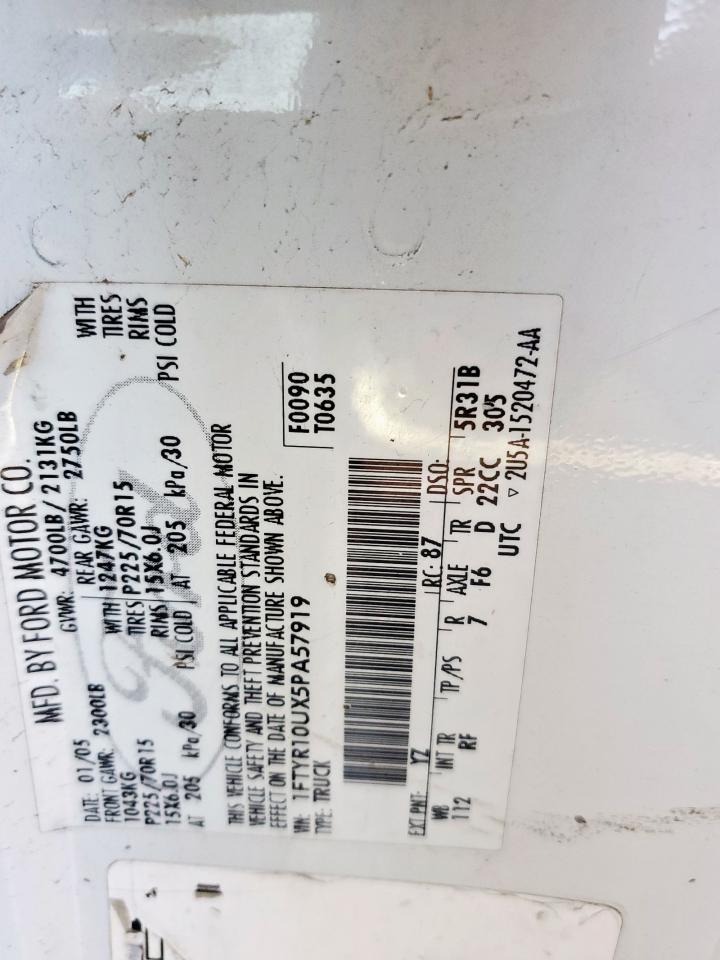 MFD. BY FORD MOTOR CO.
DATE: 01/05 GVWR: 4700LB/2131KG
FRONT GAWR: 2300LB REAR GAWR: 2750LB
1043KG WITH 1247KG WITH
P225/70R15 TIRES P225/70R15 TIRES
15X6.0J RIMS 15X6.0J RIMS
AT 205 kPa/30 PSI COLD AT 205 kPa/30 PSI COLD
THIS VEHICLE CONFORMS TO ALL APPLICABLE FEDERAL MOTOR
VEHICLE SAFETY AND THEFT PREVENTION STANDARDS IN
EFFECT ON THE DATE OF MANUFACTURE SHOWN ABOVE.
VIN: 1FTYR10UX5PA57919 F0090
TYPE: TRUCK T0635
EXT PNT: YZ RC: 87 DSO:
WB INT TR TP/PS R AXLE TR SPR 5R31B
112 RF 7 F6 D 22CC 305
UTC ▽ 2U5A-1520472-AA